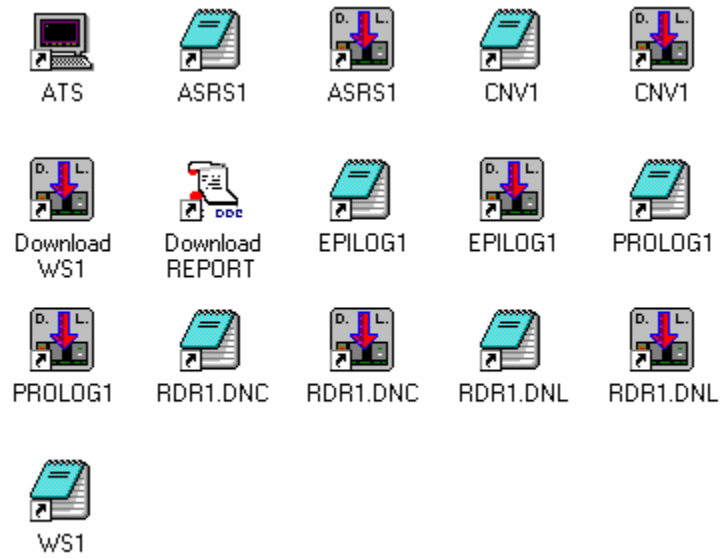 ATS
ASRS1
D. L.
ASRS1
CNV1
D. L.
CNV1
D. L.
Download
WS1
DDE
Download
REPORT
EPILOG1
D. L.
EPILOG1
PROLOG1
D. L.
PROLOG1
RDR1.DNC
D. L.
RDR1.DNC
RDR1.DNL
D. L.
RDR1.DNL
WS1